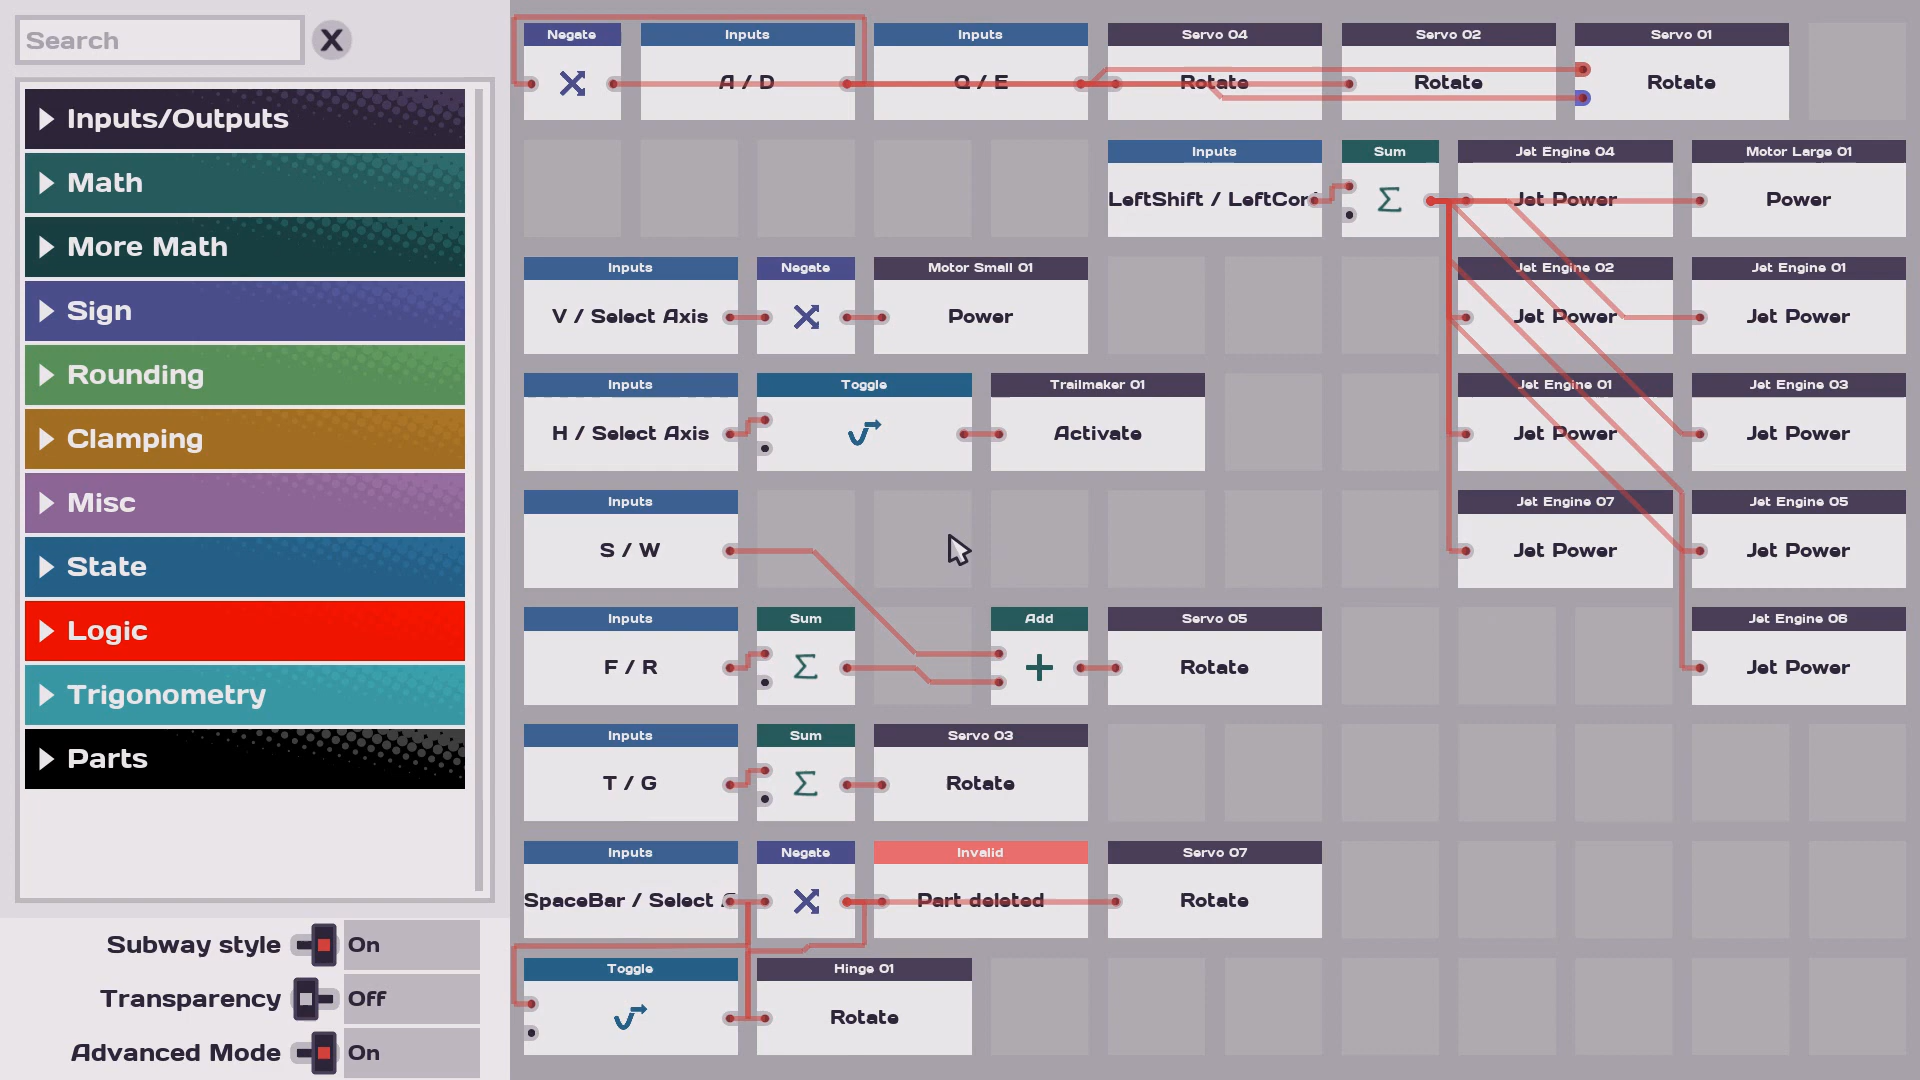 Search
X
Inputs/Outputs
Math
More Math
Sign
Rounding
Clamping
Misc
State
Logic
Trigonometry
Parts
Subway style On
Transparency Off
Advanced Mode On
Negate Inputs Inputs Servo 04 Servo 02 Servo 01
A / D Q / E Rotate Rotate Rotate
Inputs Sum Jet Engine 04 Motor Large 01
LeftShift / LeftCon Σ Jet Power Power
Inputs Negate Motor Small 01 Jet Engine 02 Jet Engine 01
V / Select Axis Power Jet Power Jet Power
Inputs Toggle Trailmaker 01 Jet Engine 01 Jet Engine 03
H / Select Axis Activate Jet Power Jet Power
Inputs Jet Engine 07 Jet Engine 05
S / W Jet Power Jet Power
Inputs Sum Add Servo 05 Jet Engine 06
F / R Σ + Rotate Jet Power
Inputs Sum Servo 03
T / G Σ Rotate
Inputs Negate Invalid Servo 07
SpaceBar / Select Part deleted Rotate
Toggle Hinge 01
Rotate